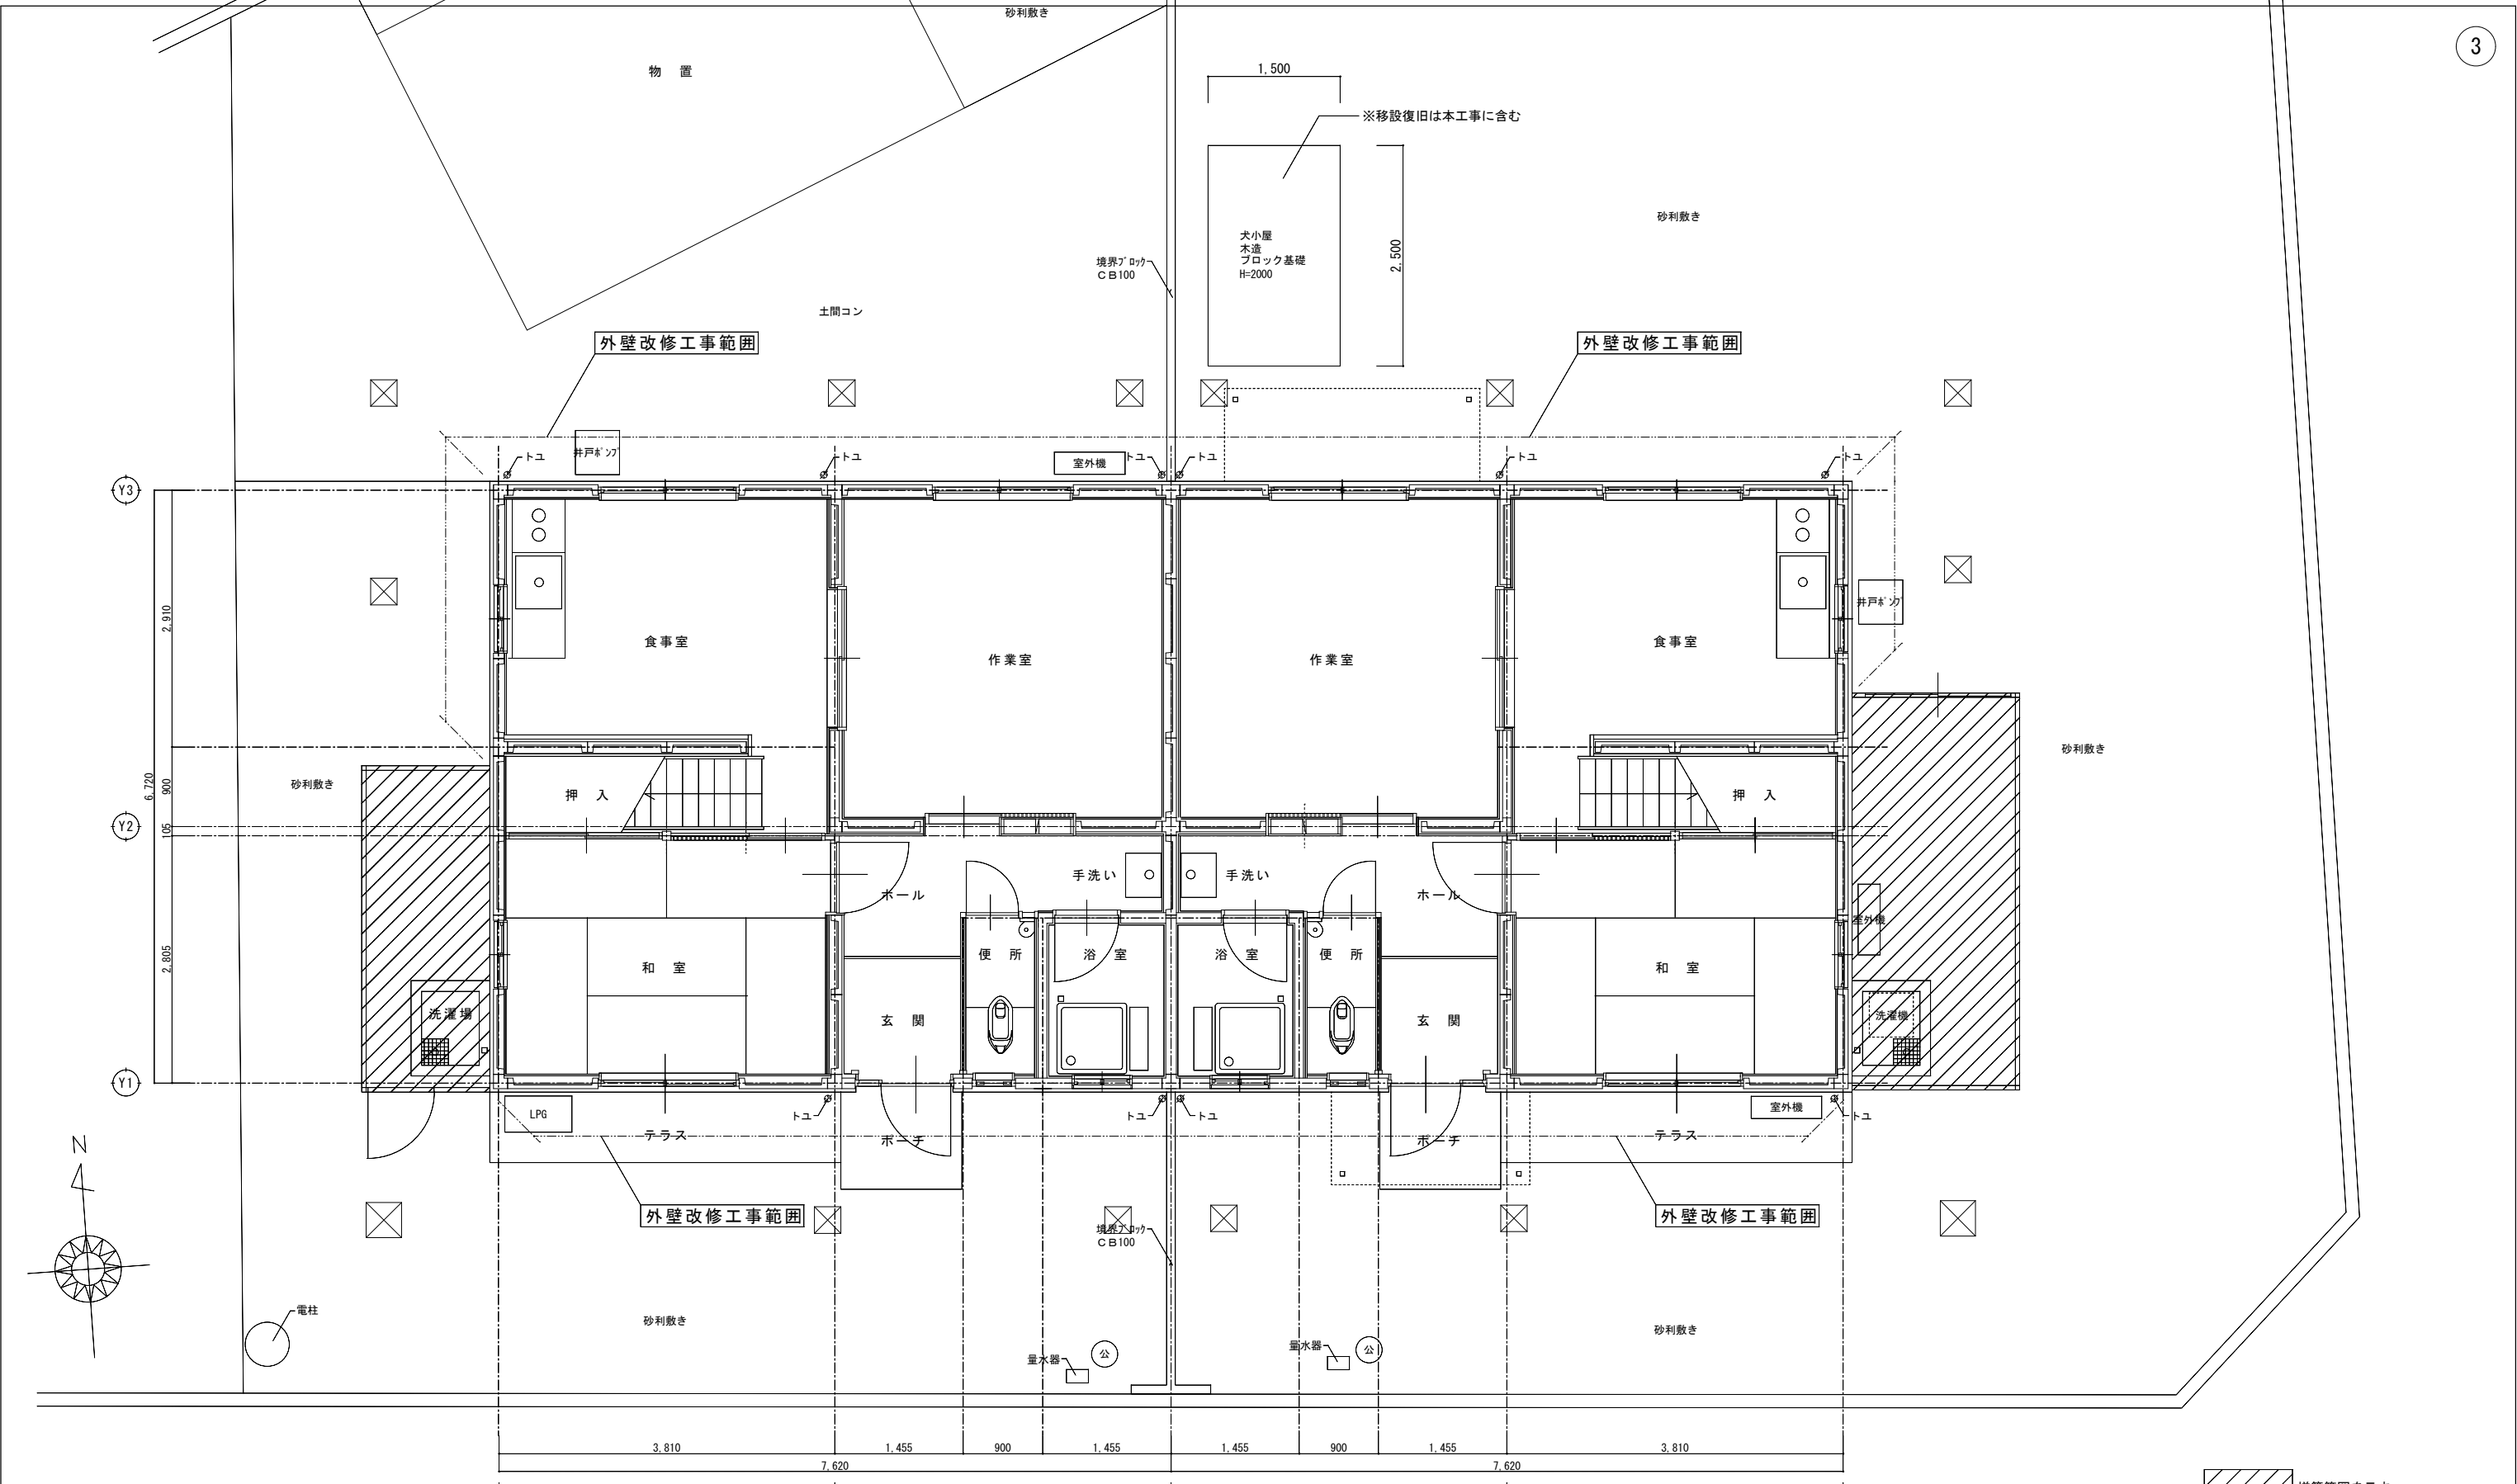 砂利敷き
3
物 置
1,500
※移設復旧は本工事に含む
砂利敷き
犬小屋
木造
ブロック基礎
H=2000
2,500
境界ブロック
CB100
土間コン
外壁改修工事範囲
外壁改修工事範囲
トユ
井戸ポンプ
トユ
室外機
トユ
トユ
トユ
トユ
Y3
2,910
食事室
作業室
作業室
食事室
井戸ポンプ
砂利敷き
砂利敷き
6,720
900
押 入
押 入
Y2
105
手洗い
手洗い
ホール
ホール
室外機
2,805
和 室
便 所
浴 室
浴 室
便 所
和 室
洗濯場
玄 関
玄 関
洗濯機
Y1
LPG
トユ
トユ
トユ
室外機
トユ
テラス
ポーチ
ポーチ
テラス
N
外壁改修工事範囲
外壁改修工事範囲
境界ブロック
CB100
電柱
砂利敷き
砂利敷き
量水器
公
量水器
公
3,810
1,455
900
1,455
1,455
900
1,455
3,810
7,620
7,620